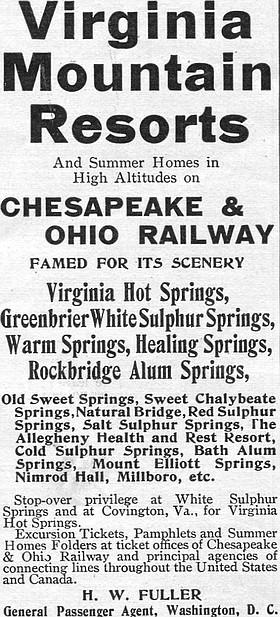 Virginia
Mountain
Resorts
And Summer Homes in
High Altitudes on
CHESAPEAKE &
OHIO RAILWAY
FAMED FOR ITS SCENERY
Virginia Hot Springs,
Greenbrier White Sulphur Springs,
Warm Springs, Healing Springs,
Rockbridge Alum Springs,
Old Sweet Springs, Sweet Chalybeate
Springs, Natural Bridge, Red Sulphur
Springs, Salt Sulphur Springs, The
Allegheny Health and Rest Resort,
Cold Sulphur Springs, Bath Alum
Springs, Mount Elliott Springs,
Nimrod Hall, Millboro, etc.
Stop-over privilege at White Sulphur
Springs and at Covington, Va., for Virginia
Hot Springs.
Excursion Tickets, Pamphlets and Summer
Homes Folders at ticket offices of Chesapeake
& Ohio Railway and principal agencies of
connecting lines throughout the United States
and Canada.
H. W. FULLER
General Passenger Agent, Washington, D. C.